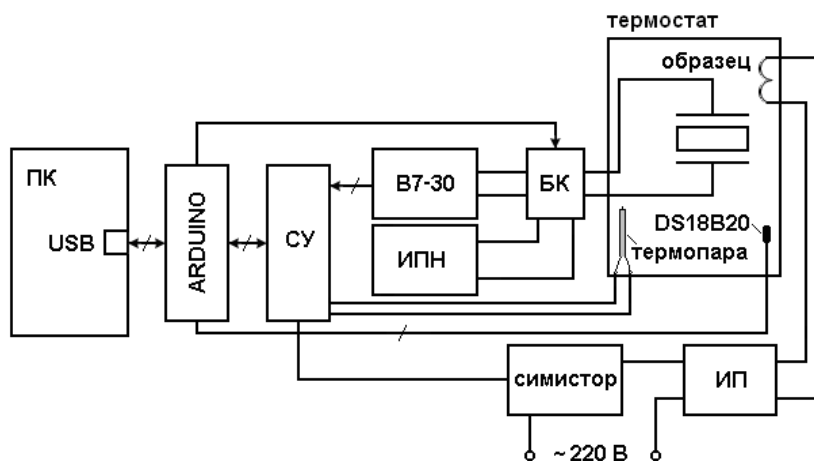 термостат
образец
ПК
USB
ARDUINO
СУ
В7-30
БК
ИПН
DS18B20
термопара
симистор
ИП
~ 220 В